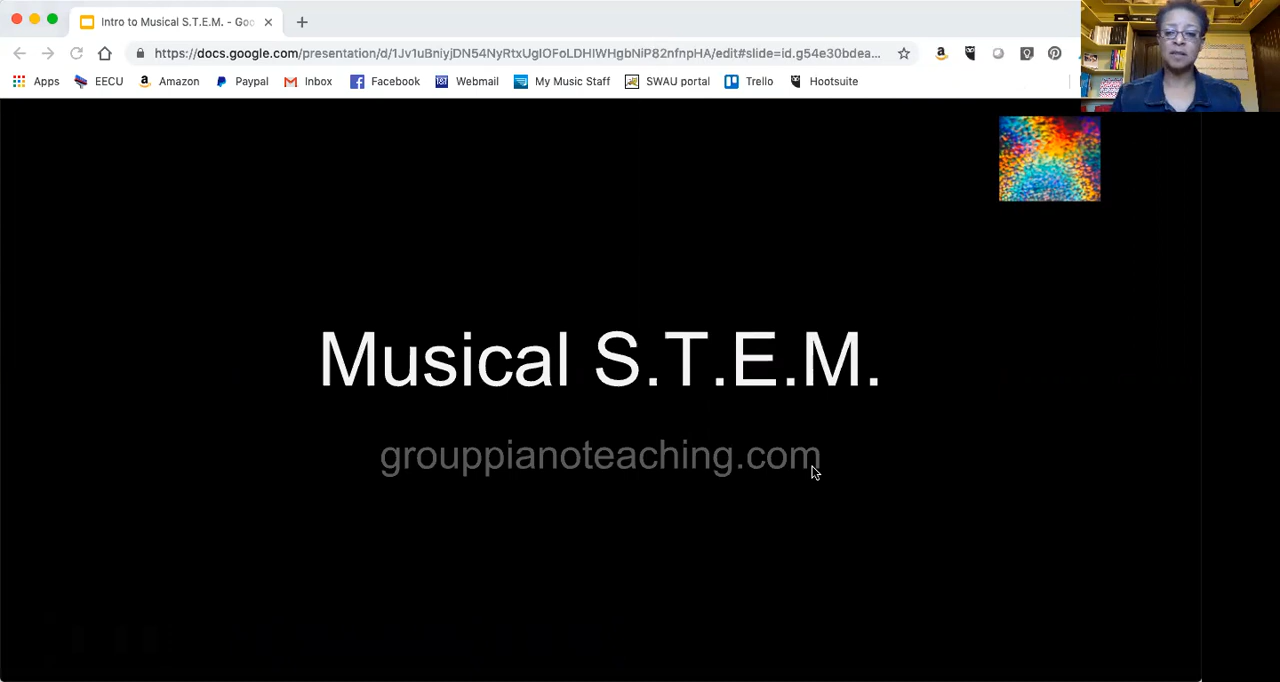 Intro to Musical S.T.E.M. - Goo
https://docs.google.com/presentation/d/1Jv1uBniyjDN54NyRtxUgIOFoLDHIWHgbNiP82nfnpHA/edit#slide=id.g54e30bdea...
Apps EECU Amazon Paypal Inbox Facebook Webmail My Music Staff SWAU portal Trello Hootsuite
Musical S.T.E.M.
grouppianoteaching.com